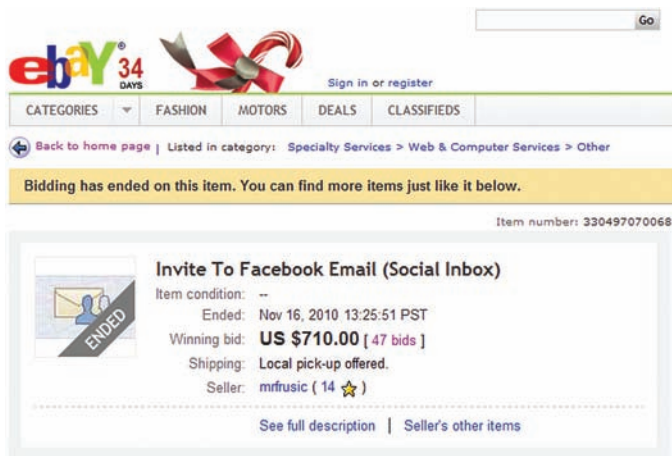 Go
ebaY® 34
DAYS
Sign in or register
CATEGORIES FASHION MOTORS DEALS CLASSIFIEDS
Back to home page | Listed in category: Specialty Services > Web & Computer Services > Other
Bidding has ended on this item. You can find more items just like it below.
Item number: 330497070068
Invite To Facebook Email (Social Inbox)
Item condition: --
Ended: Nov 16, 2010 13:25:51 PST
Winning bid: US $710.00 [ 47 bids ]
Shipping: Local pick-up offered.
Seller: mrfrusic ( 14 )
ENDED
See full description | Seller's other items